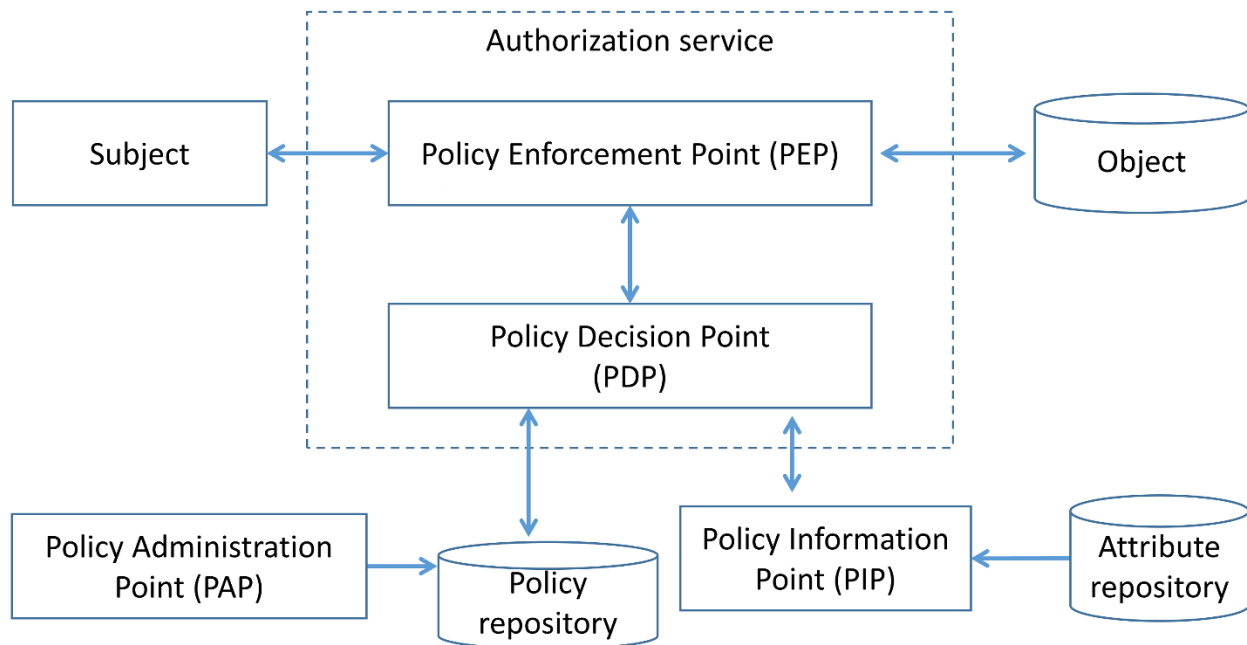 Authorization service
Subject
Policy Enforcement Point (PEP)
Object
Policy Decision Point
(PDP)
Policy Administration
Point (PAP)
Policy
repository
Policy Information
Point (PIP)
Attribute
repository